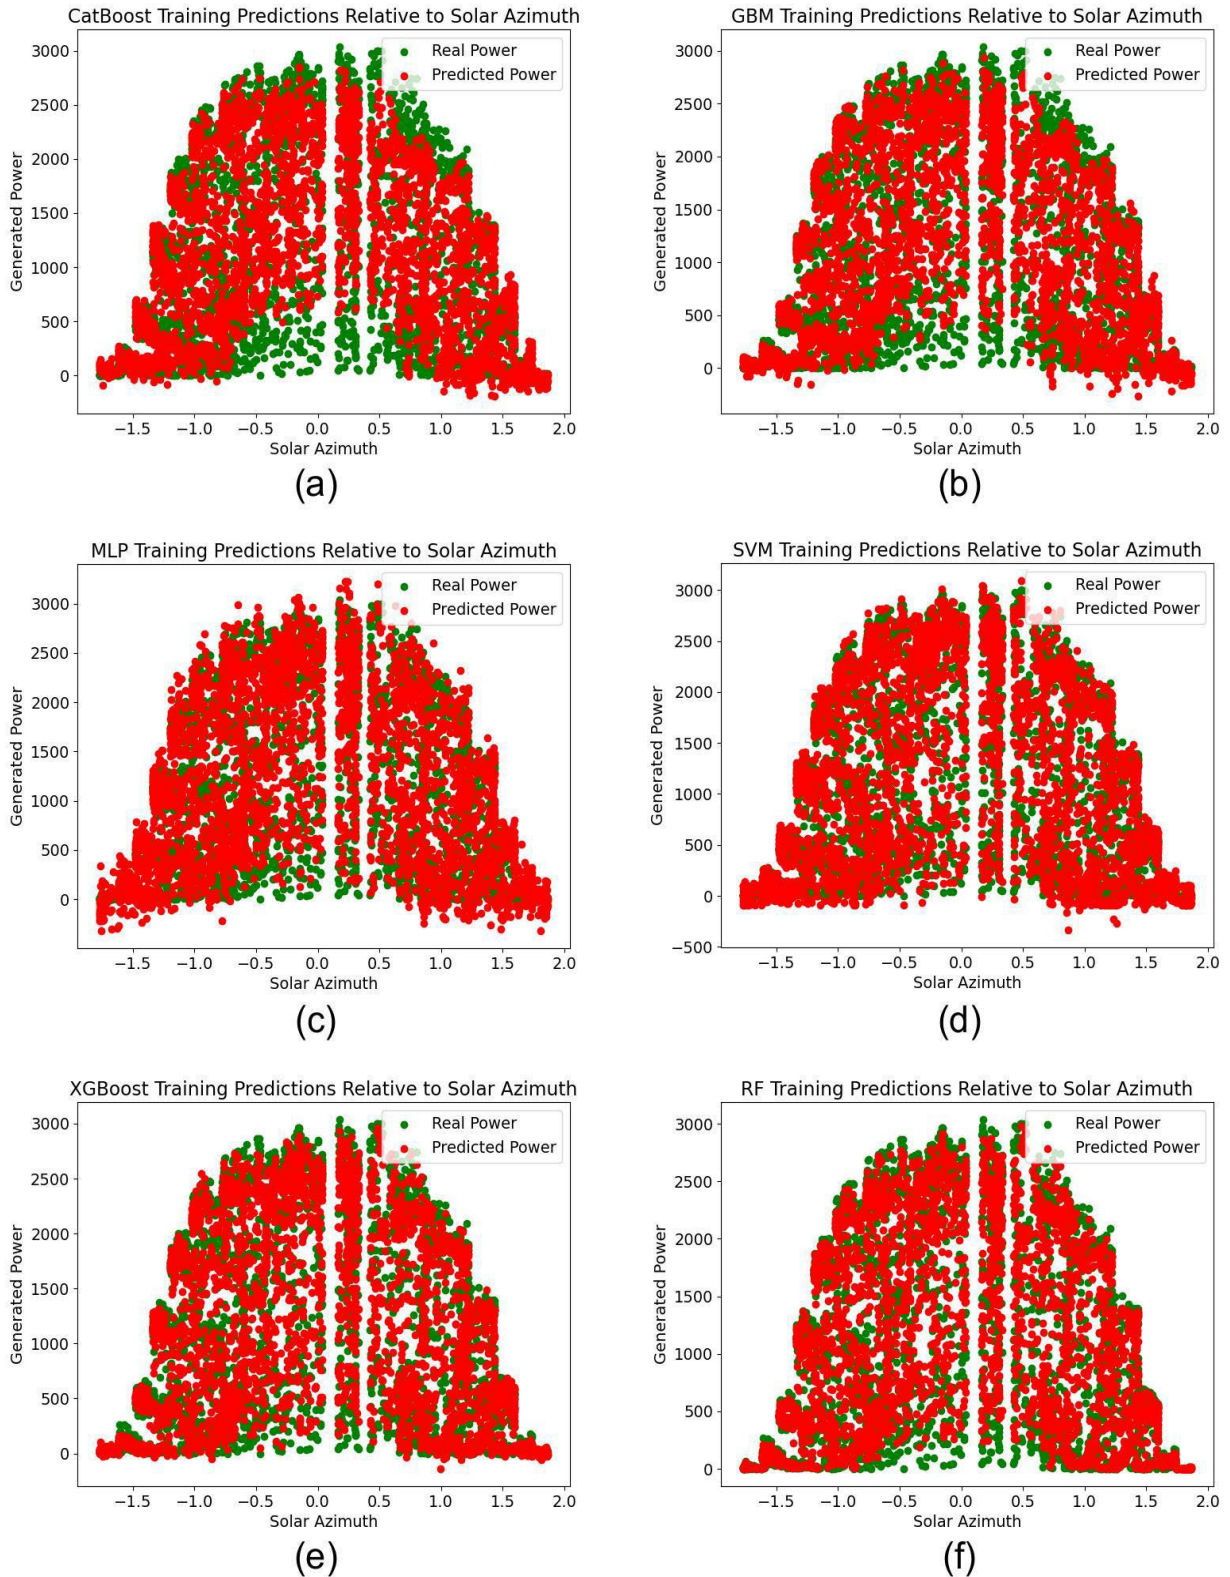 CatBoost Training Predictions Relative to Solar Azimuth
Real Power
Predicted Power
3000
2500
2000
1500
1000
500
0
Generated Power
−1.5 −1.0 −0.5 0.0 0.5 1.0 1.5 2.0
Solar Azimuth
(a)
GBM Training Predictions Relative to Solar Azimuth
Real Power
Predicted Power
3000
2500
2000
1500
1000
500
0
Generated Power
−1.5 −1.0 −0.5 0.0 0.5 1.0 1.5 2.0
Solar Azimuth
(b)
MLP Training Predictions Relative to Solar Azimuth
Real Power
Predicted Power
3000
2500
2000
1500
1000
500
0
Generated Power
−1.5 −1.0 −0.5 0.0 0.5 1.0 1.5 2.0
Solar Azimuth
(c)
SVM Training Predictions Relative to Solar Azimuth
Real Power
Predicted Power
3000
2500
2000
1500
1000
500
0
−500
Generated Power
−1.5 −1.0 −0.5 0.0 0.5 1.0 1.5 2.0
Solar Azimuth
(d)
XGBoost Training Predictions Relative to Solar Azimuth
Real Power
Predicted Power
3000
2500
2000
1500
1000
500
0
Generated Power
−1.5 −1.0 −0.5 0.0 0.5 1.0 1.5 2.0
Solar Azimuth
(e)
RF Training Predictions Relative to Solar Azimuth
Real Power
Predicted Power
3000
2500
2000
1500
1000
500
0
Generated Power
−1.5 −1.0 −0.5 0.0 0.5 1.0 1.5 2.0
Solar Azimuth
(f)